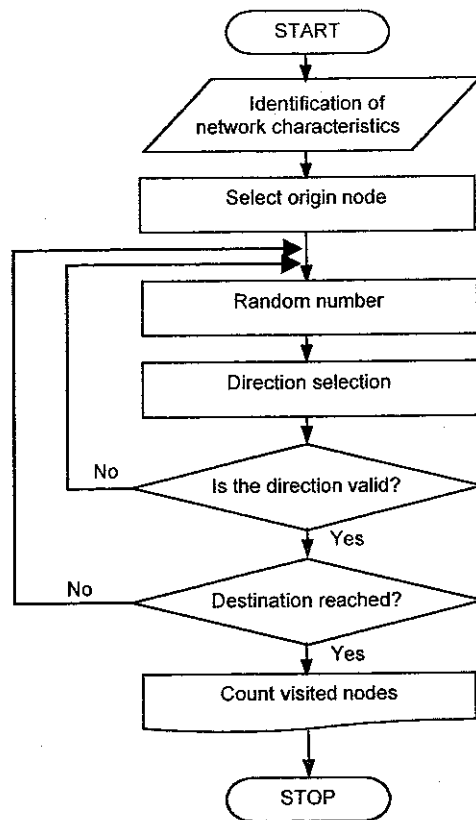 START
Identification of
network characteristics
Select origin node
Random number
Direction selection
No
Is the direction valid?
Yes
No
Destination reached?
Yes
Count visited nodes
STOP